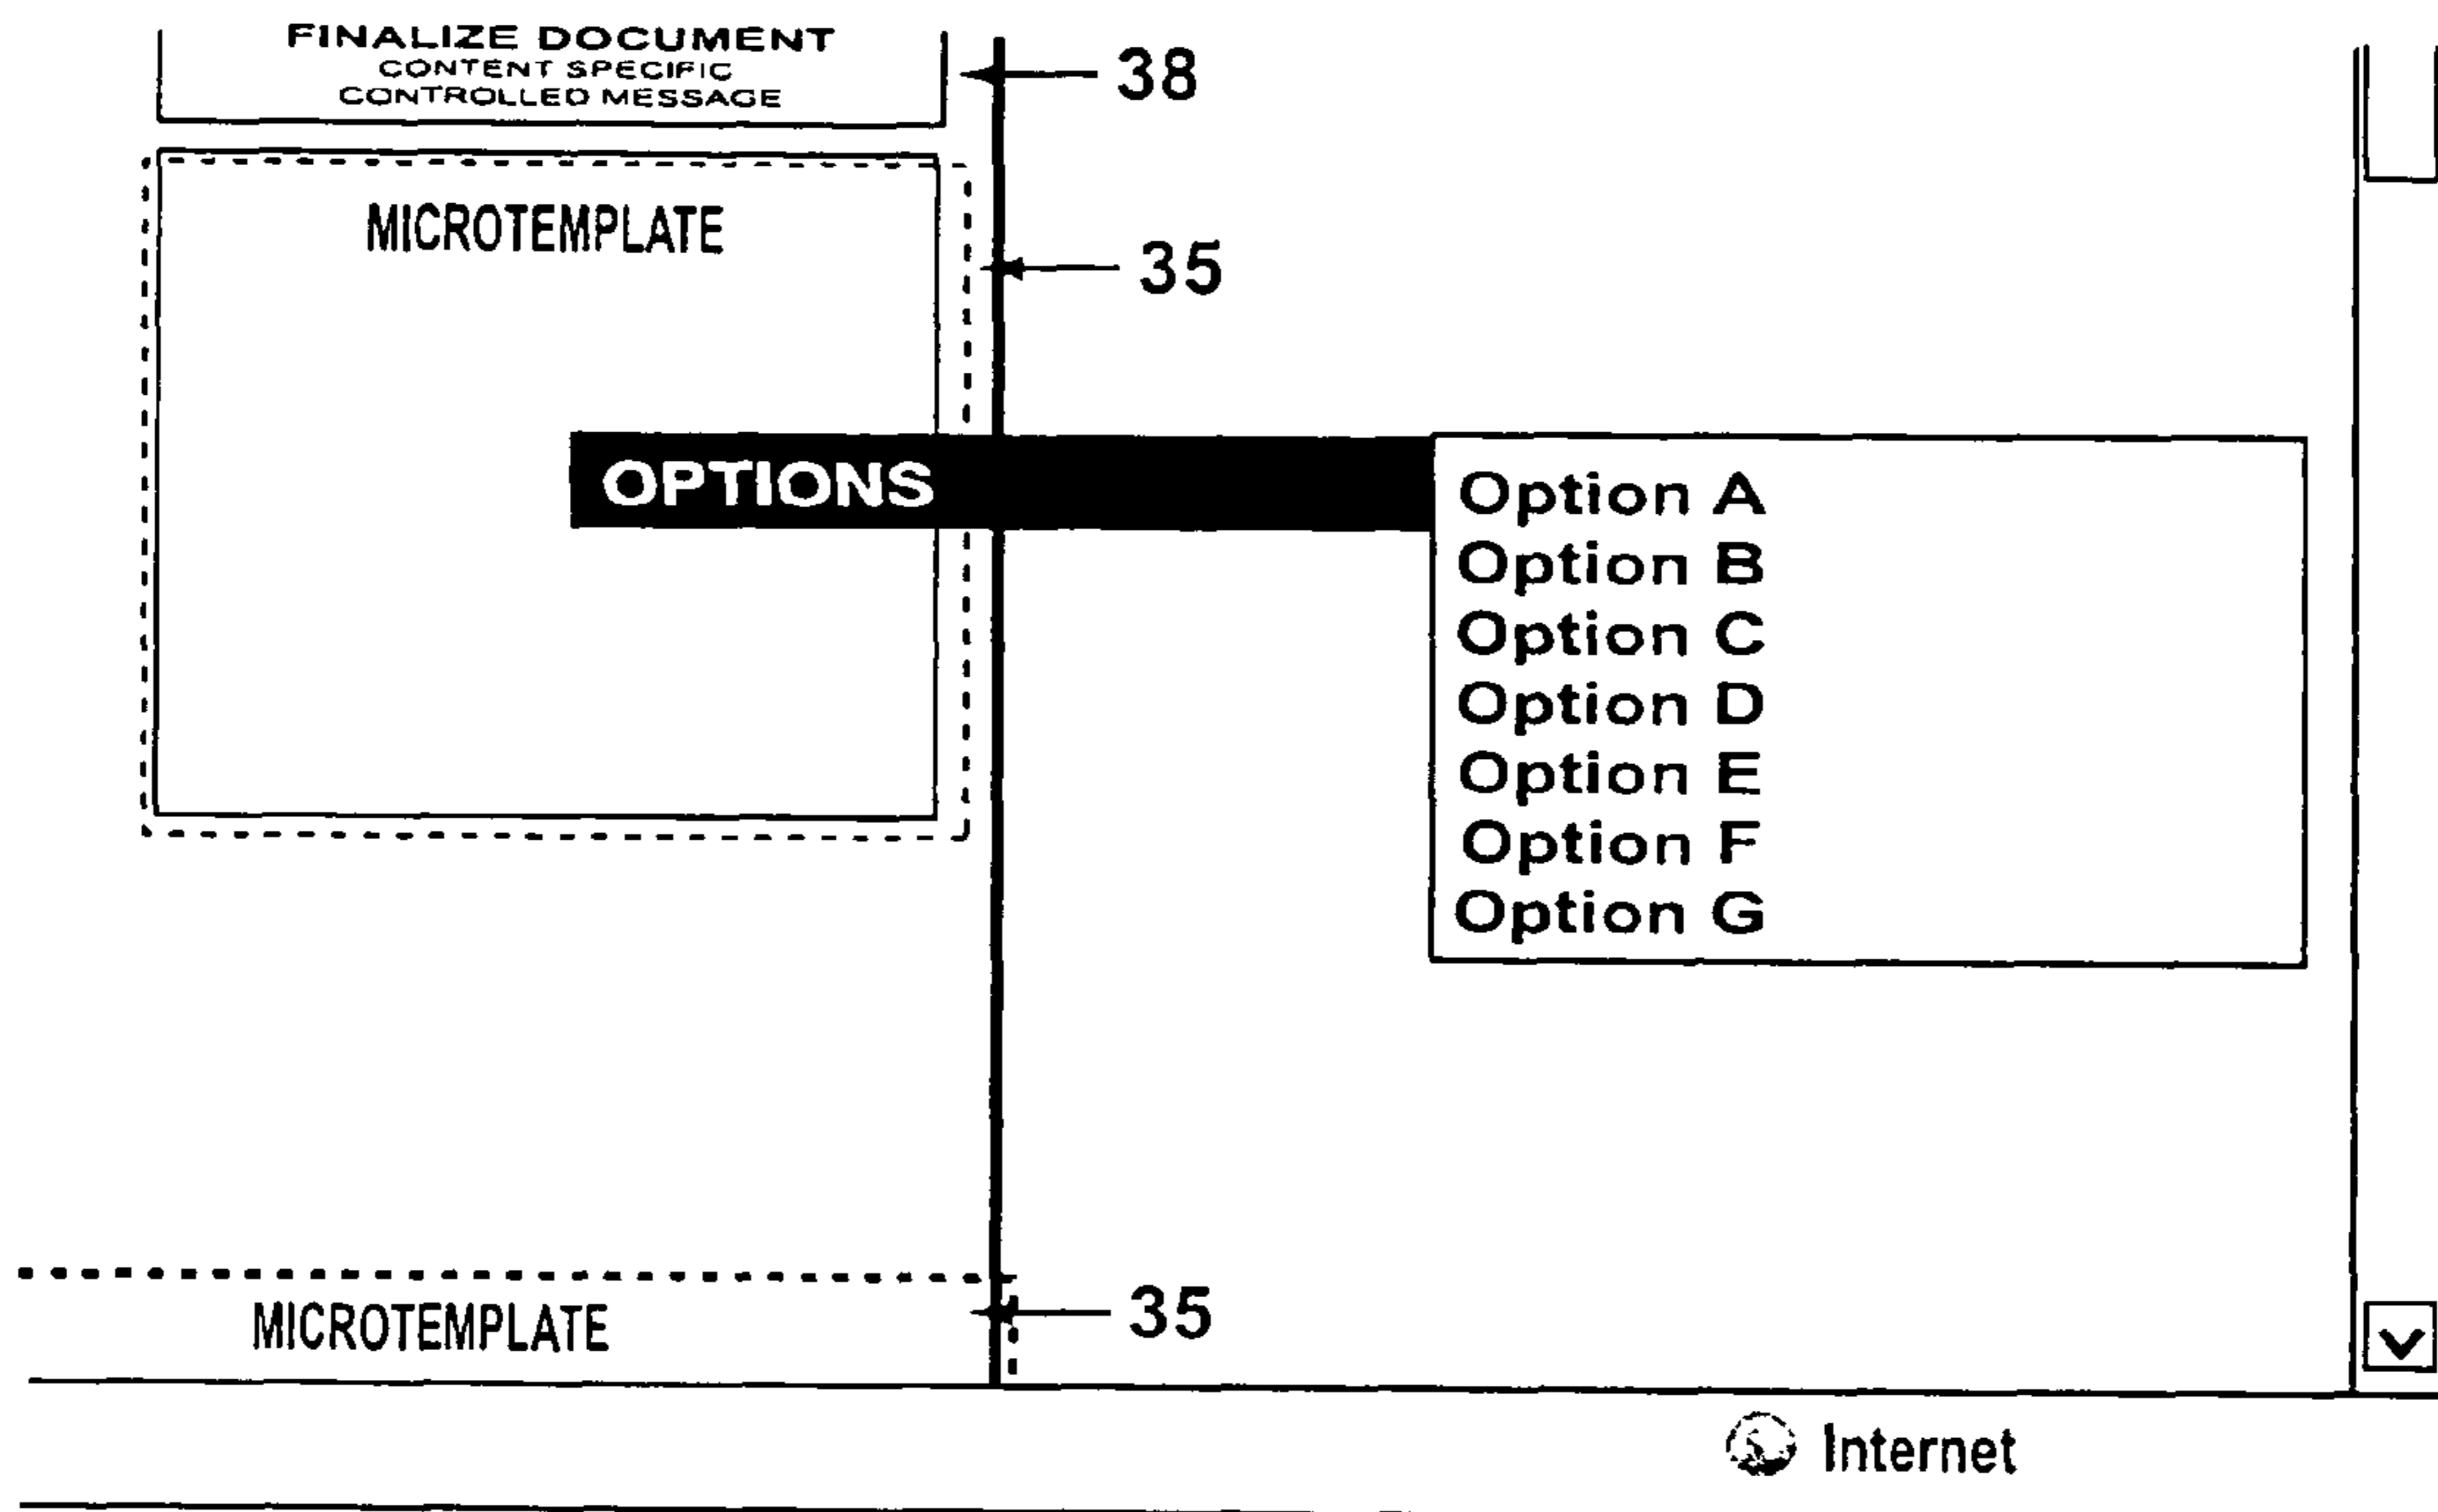 FINALIZE DOCUMENT
CONTENT SPECIFIC
CONTROLLED MESSAGE
38
MICROTEMPLATE
35
OPTIONS
Option A
Option B
Option C
Option D
Option E
Option F
Option G
MICROTEMPLATE
35
Internet